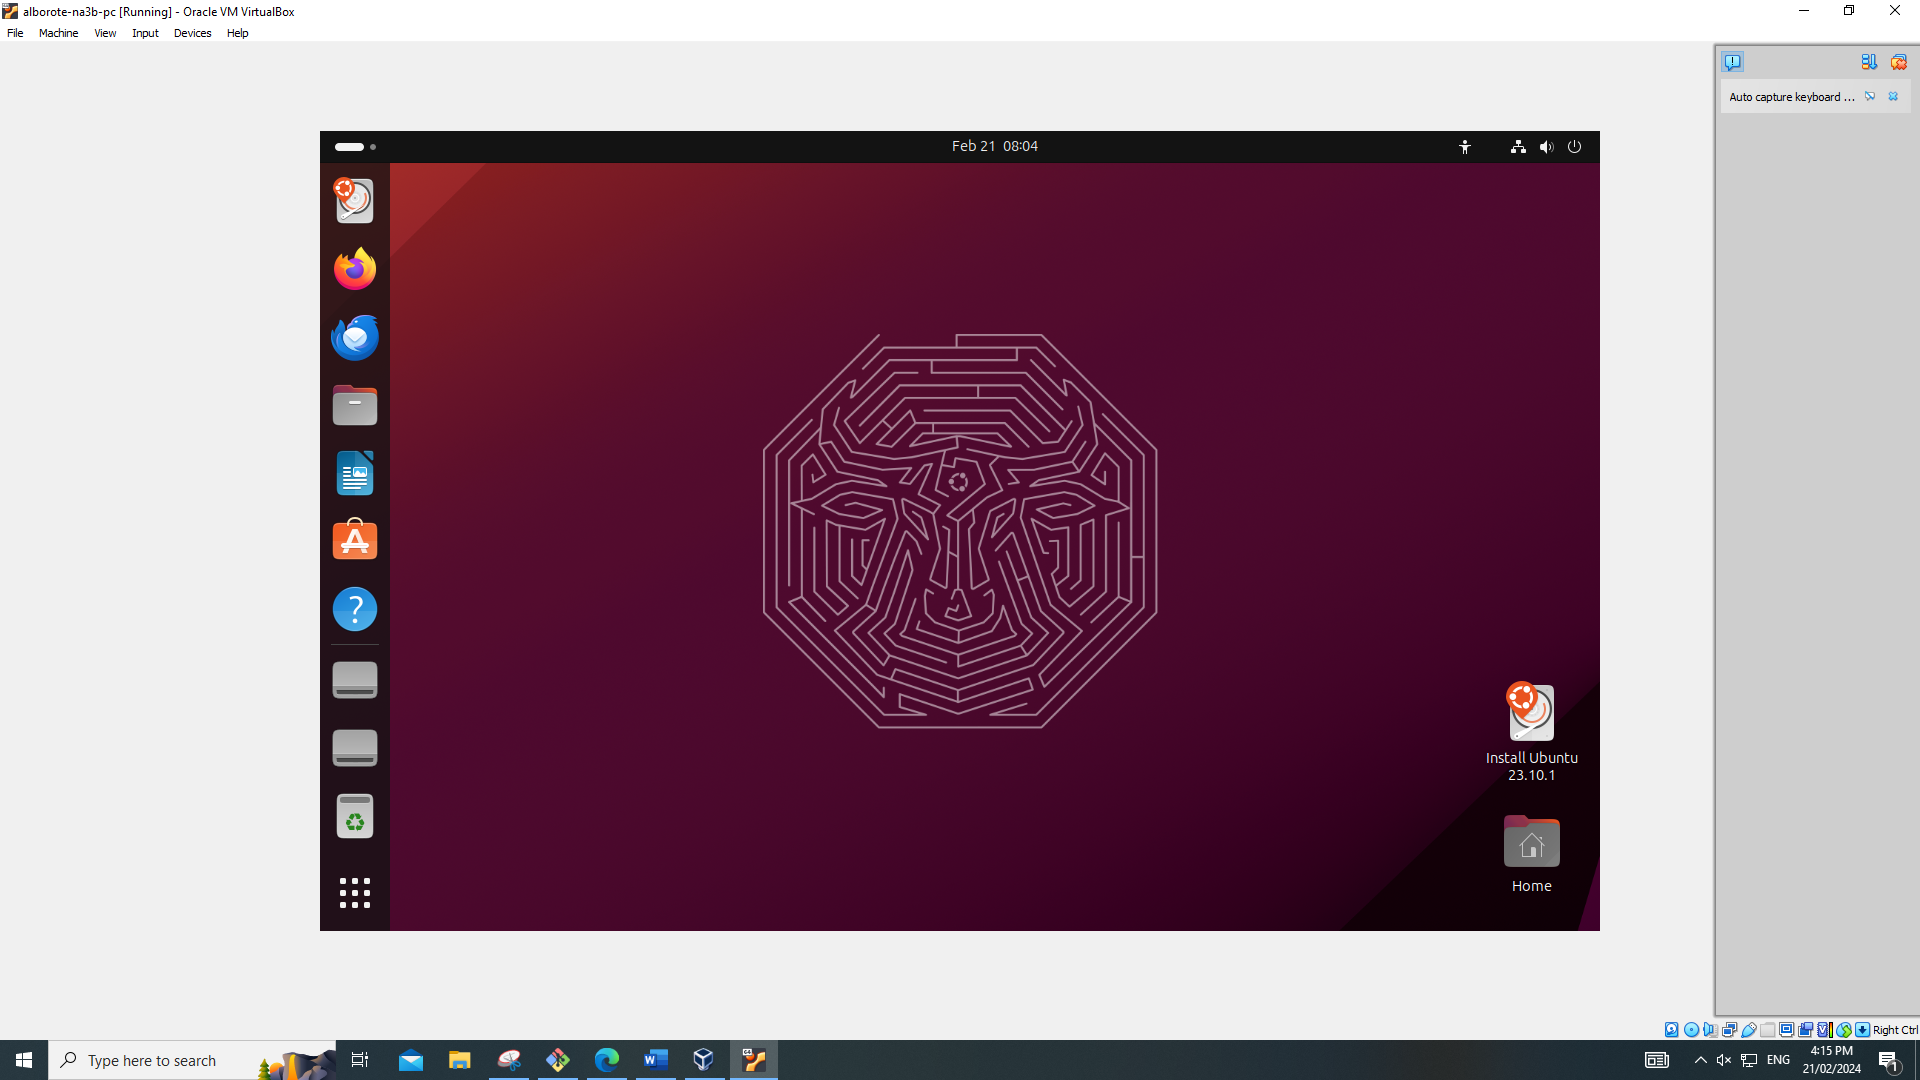 alborote-na3b-pc [Running] - Oracle VM VirtualBox
File Machine View Input Devices Help
Auto capture keyboard ...
Feb 21 08:04
Install Ubuntu
23.10.1
Home
Right Ctrl
Type here to search
ENG
4:15 PM
21/02/2024
1